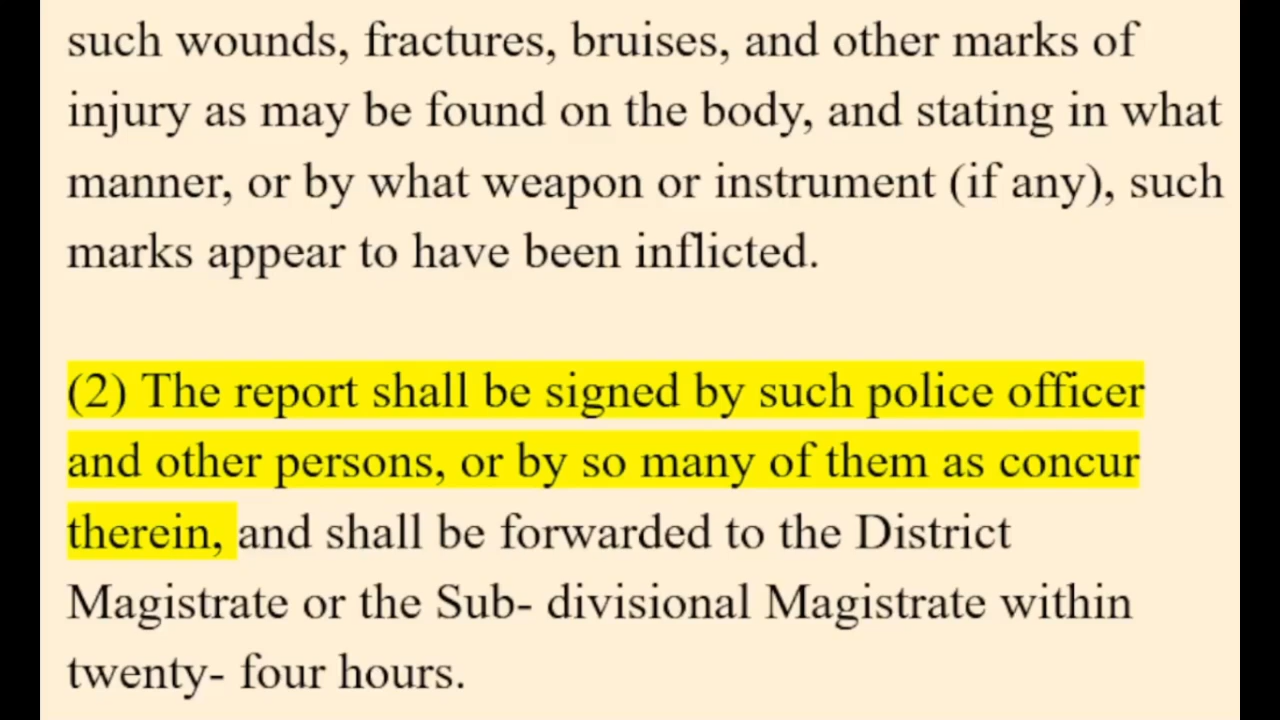 such wounds, fractures, bruises, and other marks of
injury as may be found on the body, and stating in what
manner, or by what weapon or instrument (if any), such
marks appear to have been inflicted.
(2) The report shall be signed by such police officer
and other persons, or by so many of them as concur
therein, and shall be forwarded to the District
Magistrate or the Sub- divisional Magistrate within
twenty- four hours.